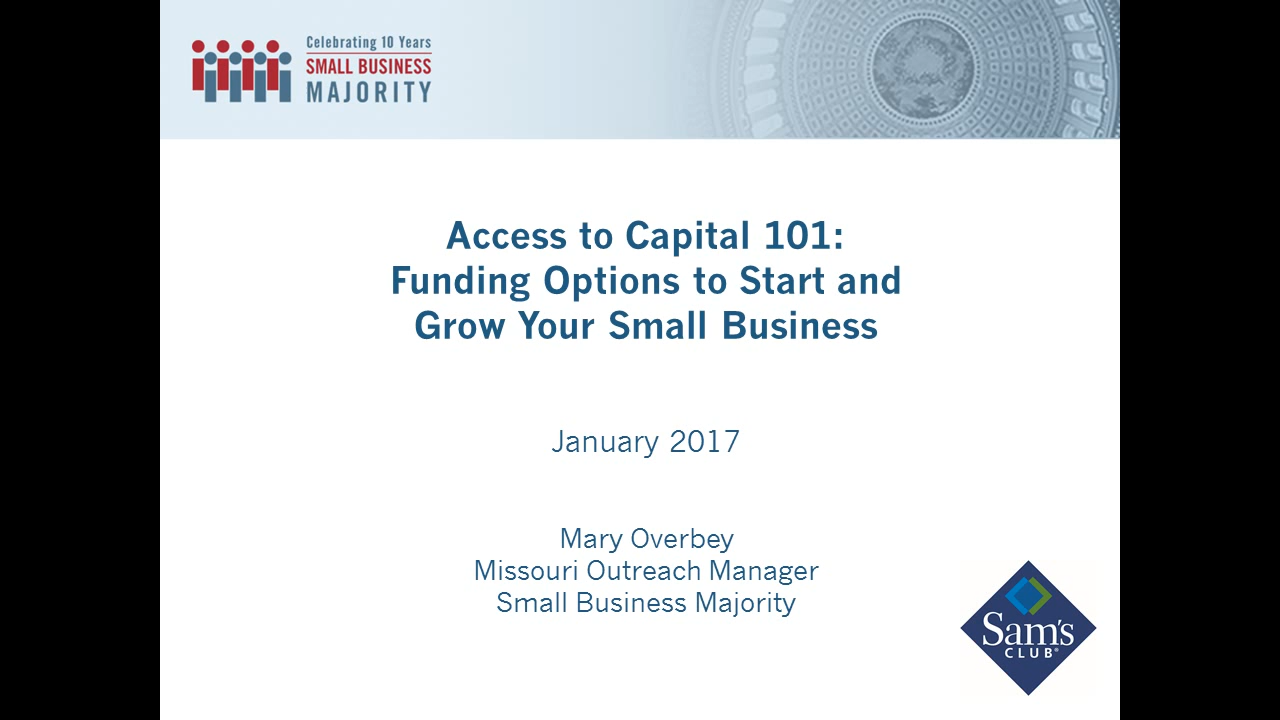 Celebrating 10 Years
SMALL BUSINESS
MAJORITY
Access to Capital 101:
Funding Options to Start and
Grow Your Small Business
January 2017
Mary Overbey
Missouri Outreach Manager
Small Business Majority
Sam's
CLUB®